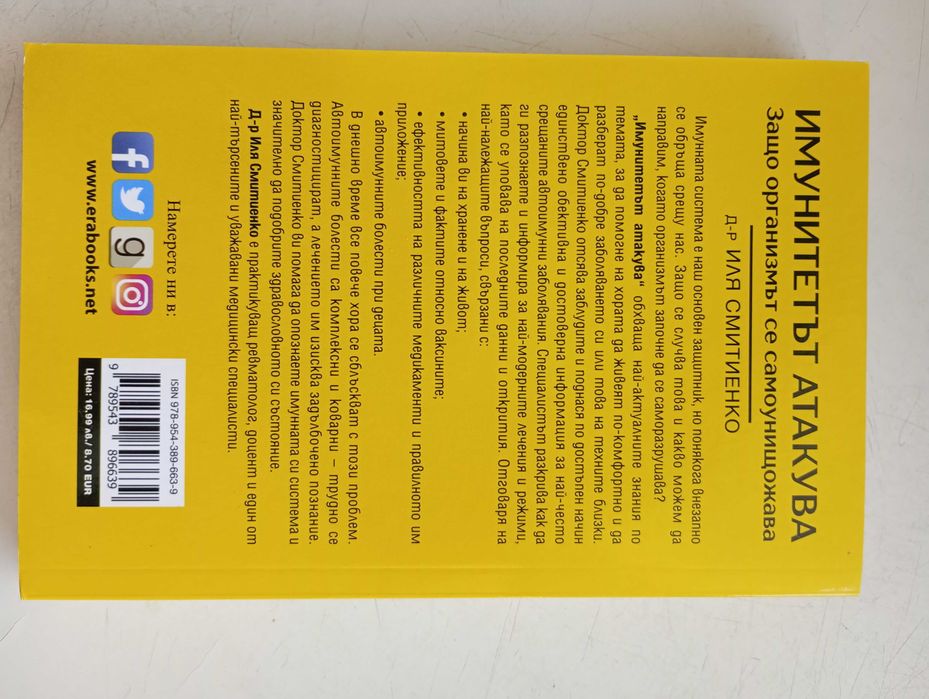 ИМУНИТЕТЪТ АТАКУВА
Защо организмът се самоунищожава
д-р ИЛЯ СМИТИЕНКО
Имунната система е наш основен защитник, но понякога внезапно
се обръща срещу нас. Защо се случва това и какво можем да
направим, когато организмът започне да се саморазрушава?
„Имунитетът атакува“ обхваща най-актуалните знания по
темата, за да помогне на хората да живеят по-комфортно и да
разберат по-добре заболяването си или това на техните близки.
Доктор Смитиенко отсява заблудите и поднася по достъпен начин
единствено обективна и достоверна информация за най-често
срещаните автоимунни заболявания. Специалистът разкрива как да
ги разпознаете и информира за най-модерните лечения и режими,
като се уповава на последните данни и открития. Отговаря на
най-належащите въпроси, свързани с:
• начина ви на хранене и на живот;
• митовете и фактите относно ваксините;
• ефективността на различните медикаменти и правилното им
приложение;
• автоимунните болести при децата.
В днешно време все повече хора се сблъскват с този проблем.
Автоимунните болести са комплексни и коварни – трудно се
диагностицират, а лечението им изисква задълбочено познание.
Доктор Смитиенко ви помага да опознаете имунната си система и
значително да подобрите здравословното си състояние.
Д-р Иля Смитиенко е практикуващ ревматолог, доцент и един от
най-търсените и уважавани медицински специалисти.
Намерете ни в:
f g
www.erabooks.net
ISBN 978-954-389-663-9
9 789543 896639
Цена: 16,99 лв./ 8,70 EUR